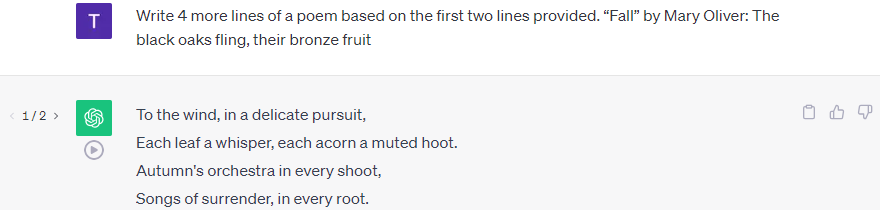 T
Write 4 more lines of a poem based on the first two lines provided. “Fall” by Mary Oliver: The
black oaks fling, their bronze fruit
< 1 / 2 >
To the wind, in a delicate pursuit,
Each leaf a whisper, each acorn a muted hoot.
Autumn's orchestra in every shoot,
Songs of surrender, in every root.